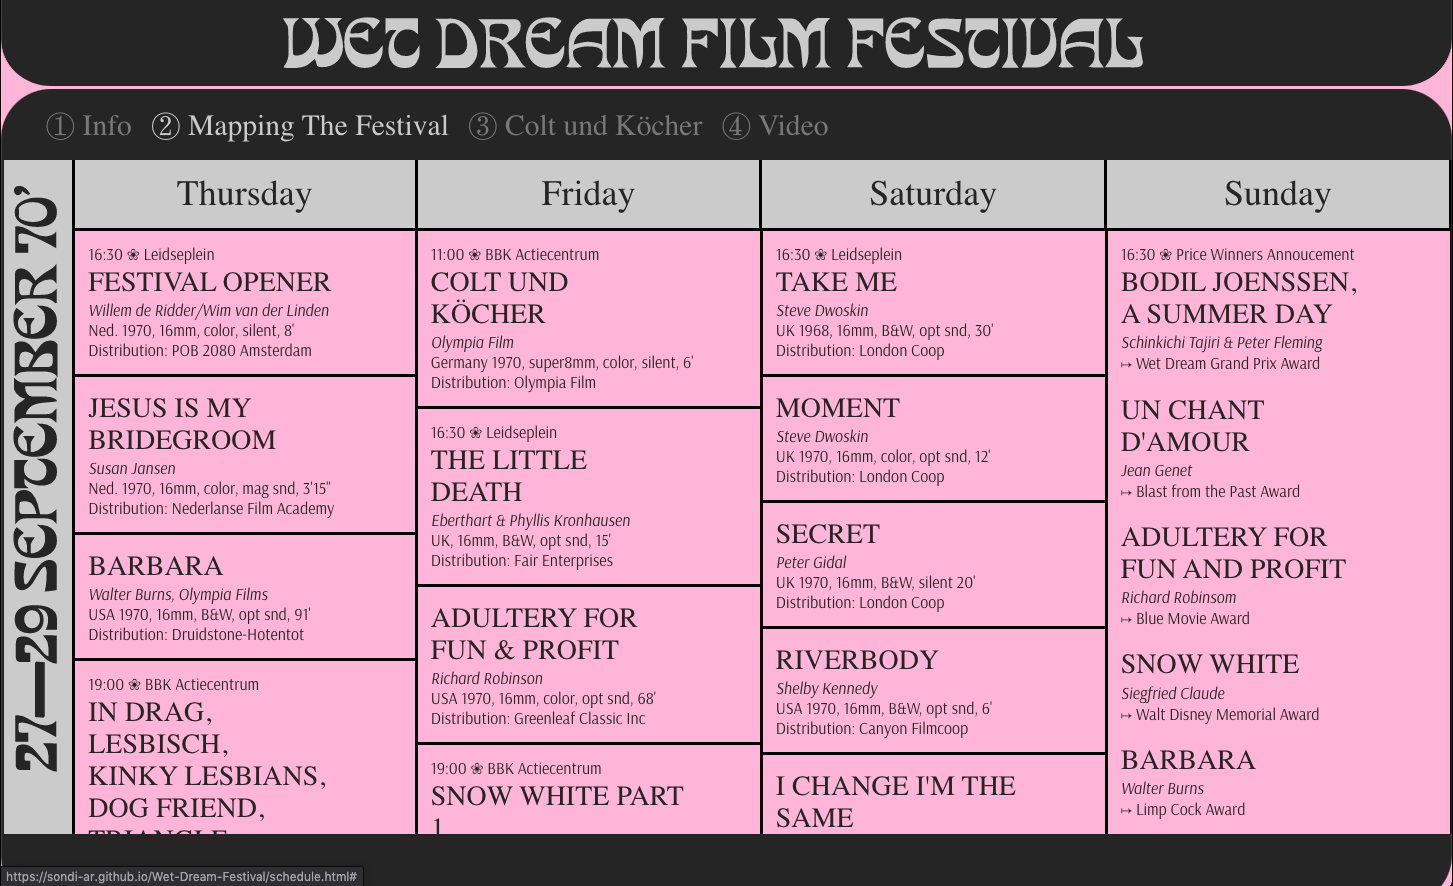 WET DREAM FILM FESTIVAL
① Info ② Mapping The Festival ③ Colt und Köcher ④ Video
27—29 SEPTEMBER 70'
Thursday
16:30 ❀ Leidseplein
FESTIVAL OPENER
Willem de Ridder/Wim van der Linden
Ned. 1970, 16mm, color, silent, 8'
Distribution: POB 2080 Amsterdam
JESUS IS MY
BRIDEGROOM
Susan Jansen
Ned. 1970, 16mm, color, mag snd, 3'15"
Distribution: Nederlanse Film Academy
BARBARA
Walter Burns, Olympia Films
USA 1970, 16mm, B&W, opt snd, 91'
Distribution: Druidstone-Hotentot
19:00 ❀ BBK Actiecentrum
IN DRAG,
LESBISCH,
KINKY LESBIANS,
DOG FRIEND,
TRIANGLE
Friday
11:00 ❀ BBK Actiecentrum
COLT UND
KÖCHER
Olympia Film
Germany 1970, super8mm, color, silent, 6'
Distribution: Olympia Film
16:30 ❀ Leidseplein
THE LITTLE
DEATH
Eberthart & Phyllis Kronhausen
UK, 16mm, B&W, opt snd, 15'
Distribution: Fair Enterprises
ADULTERY FOR
FUN & PROFIT
Richard Robinson
USA 1970, 16mm, color, opt snd, 68'
Distribution: Greenleaf Classic Inc
19:00 ❀ BBK Actiecentrum
SNOW WHITE PART
1
Saturday
16:30 ❀ Leidseplein
TAKE ME
Steve Dwoskin
UK 1968, 16mm, B&W, opt snd, 30'
Distribution: London Coop
MOMENT
Steve Dwoskin
UK 1970, 16mm, color, opt snd, 12'
Distribution: London Coop
SECRET
Peter Gidal
UK 1970, 16mm, B&W, silent 20'
Distribution: London Coop
RIVERBODY
Shelby Kennedy
USA 1970, 16mm, B&W, opt snd, 6'
Distribution: Canyon Filmcoop
I CHANGE I'M THE
SAME
Sunday
16:30 ❀ Price Winners Annoucement
BODIL JOENSSEN,
A SUMMER DAY
Schinkichi Tajiri & Peter Fleming
↦ Wet Dream Grand Prix Award
UN CHANT
D'AMOUR
Jean Genet
↦ Blast from the Past Award
ADULTERY FOR
FUN AND PROFIT
Richard Robinsom
↦ Blue Movie Award
SNOW WHITE
Siegfried Claude
↦ Walt Disney Memorial Award
BARBARA
Walter Burns
↦ Limp Cock Award
https://sondi-ar.github.io/Wet-Dream-Festival/schedule.html#